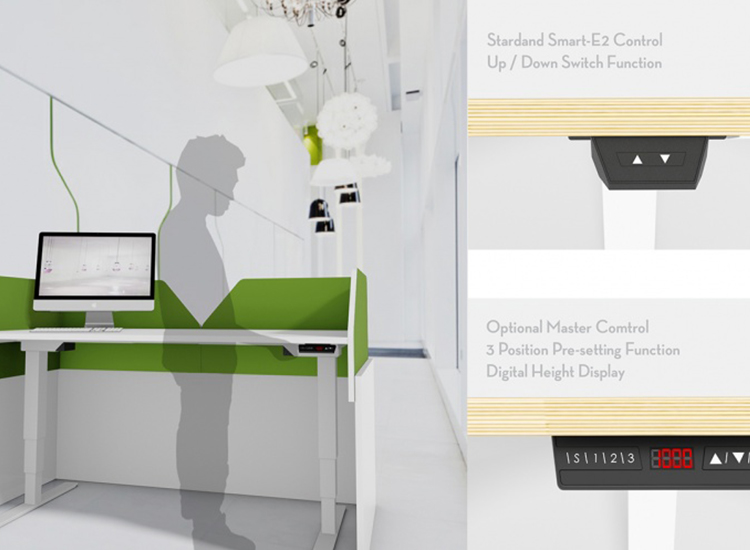 Stardand Smart-E2 Control
Up / Down Switch Function
Optional Master Comtrol
3 Position Pre-setting Function
Digital Height Display
\S\1\2\3 1000